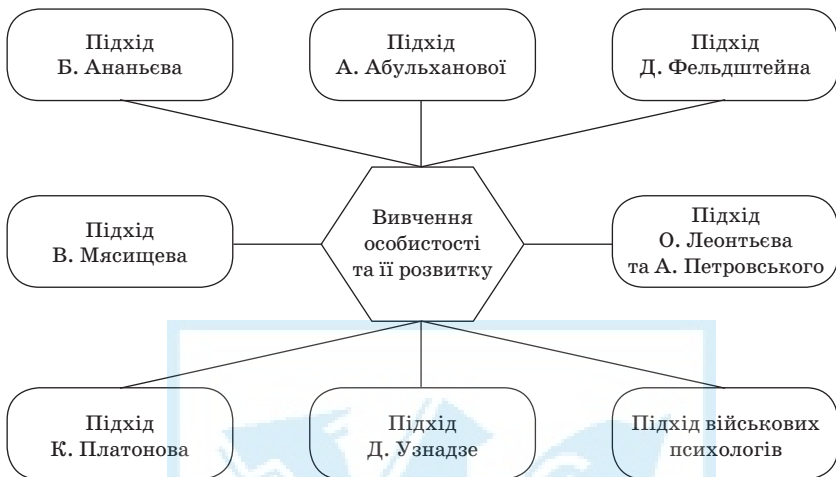 Підхід
Б. Ананьєва
Підхід
А. Абульханової
Підхід
Д. Фельдштейна
Підхід
В. Мясищева
Вивчення
особистості
та її розвитку
Підхід
О. Леонтьєва
та А. Петровського
Підхід
К. Платонова
Підхід
Д. Узнадзе
Підхід військових
психологів